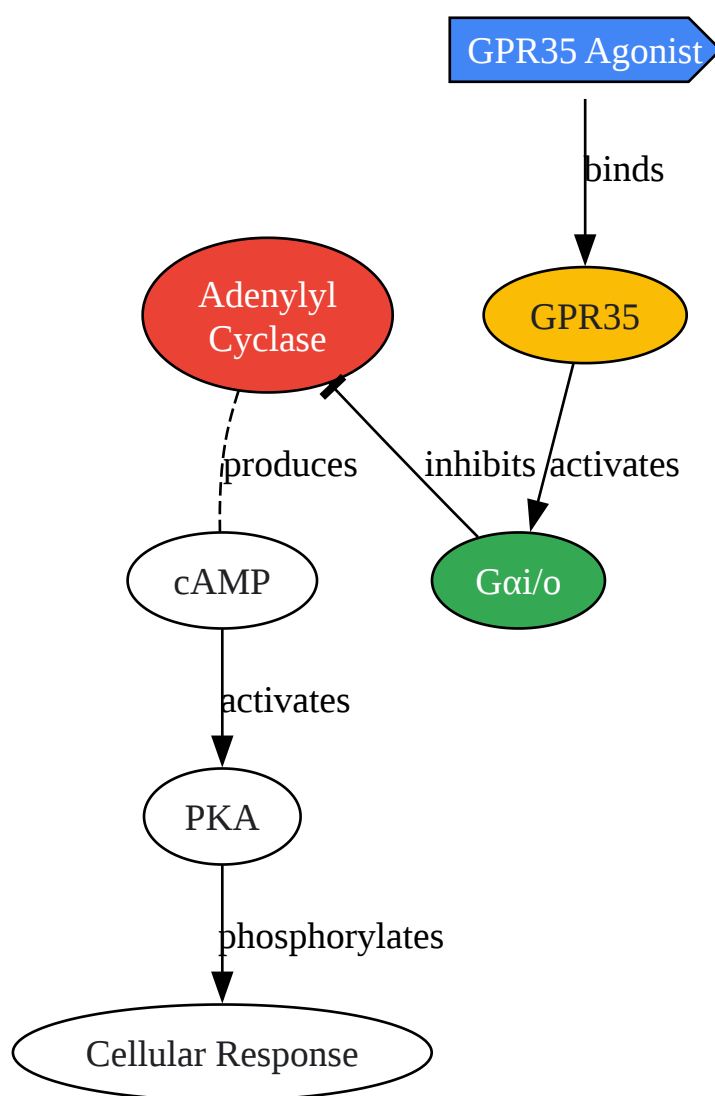 GPR35 Agonist
binds
Adenylyl
Cyclase
GPR35
produces
inhibits
activates
cAMP
Gαi/o
activates
PKA
phosphorylates
Cellular Response